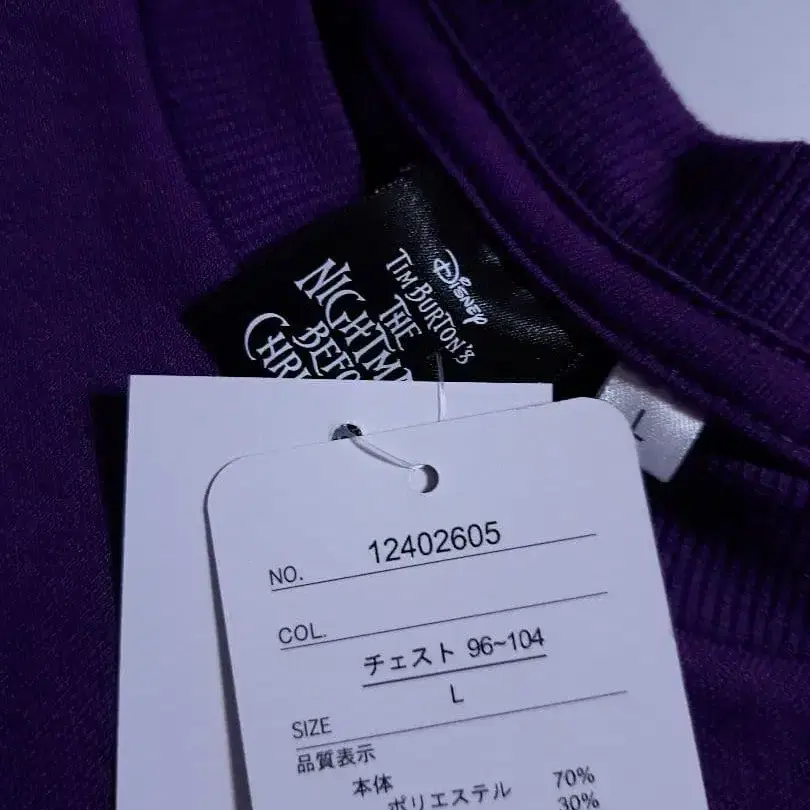 Disney
TIM BURTON'S
THE
NIGHTM
BEFO
CHRI
L
NO. 12402605
COL.
チェスト 96~104
L
SIZE
品質表示
本体
ポリエステル 70%
30%